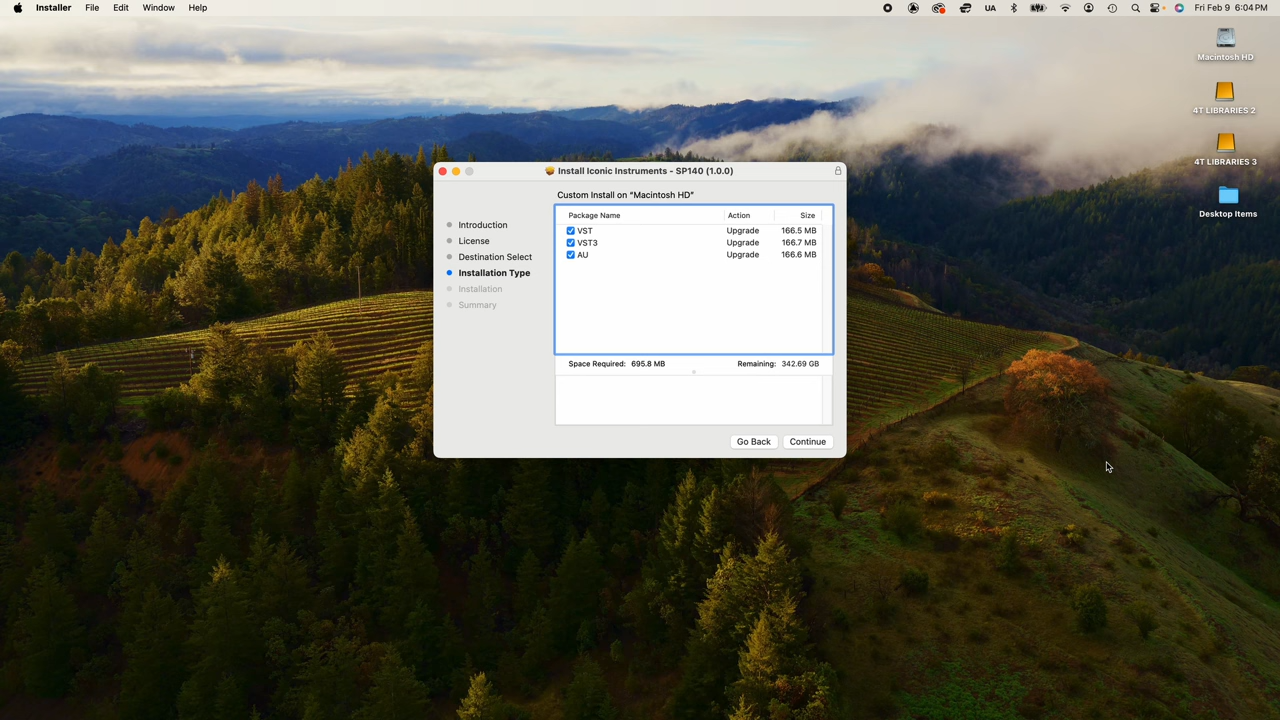 Installer File Edit Window Help UA Fri Feb 9 6:04 PM
Macintosh HD
4T LIBRARIES 2
4T LIBRARIES 3
Desktop Items
Install Iconic Instruments - SP140 (1.0.0)
Introduction
License
Destination Select
Installation Type
Installation
Summary
Custom Install on "Macintosh HD"
Package Name Action Size
VST Upgrade 166.5 MB
VST3 Upgrade 166.7 MB
AU Upgrade 166.6 MB
Space Required: 695.8 MB Remaining: 342.69 GB
Go Back Continue